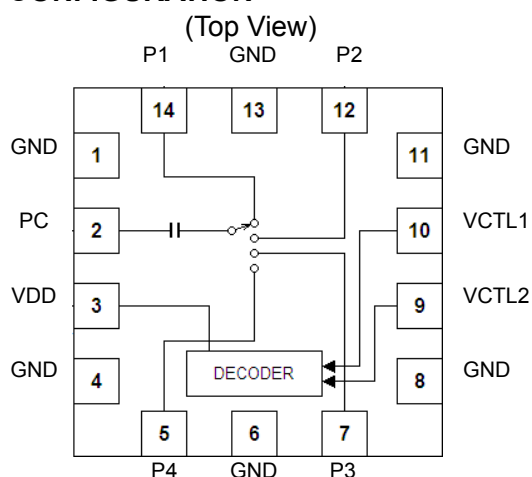 (Top View)
P1 GND P2
14 13 12
GND 1 11 GND
PC 2 10 VCTL1
VDD 3 9 VCTL2
GND 4 DECODER 8 GND
5 6 7
P4 GND P3